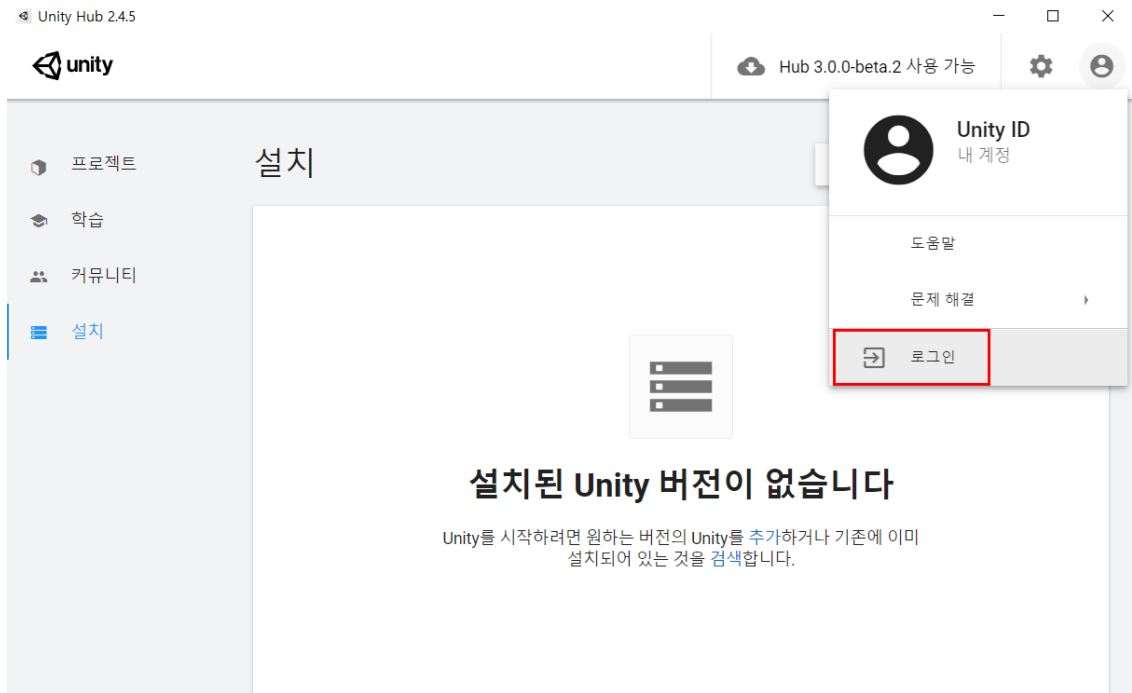 Unity Hub 2.4.5
unity
Hub 3.0.0-beta.2 사용 가능
Unity ID
내 계정
도움말
문제 해결
로그인
프로젝트
학습
커뮤니티
설치
설치
설치된 Unity 버전이 없습니다
Unity를 시작하려면 원하는 버전의 Unity를 추가하거나 기존에 이미
설치되어 있는 것을 검색합니다.